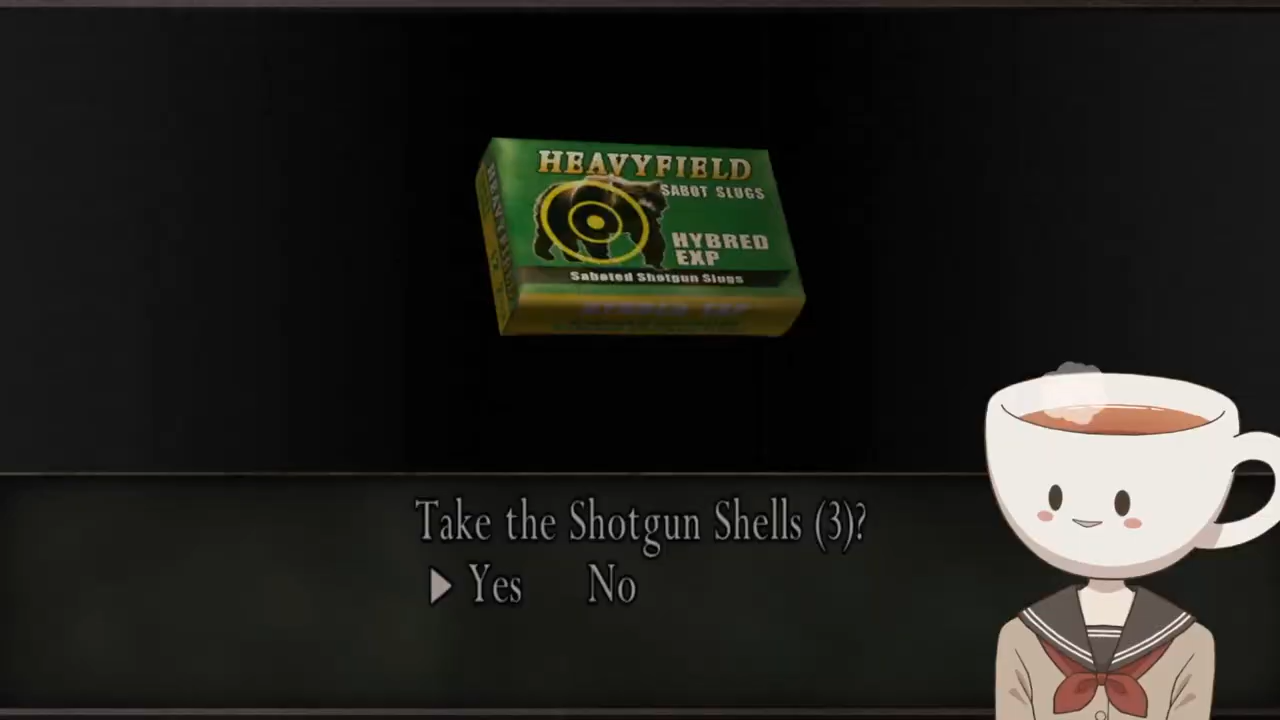 HEAVYFIELD
SABOT SLUGS
HYBRED
EXP
Saboted Shotgun Slugs
Take the Shotgun Shells (3)?
Yes No